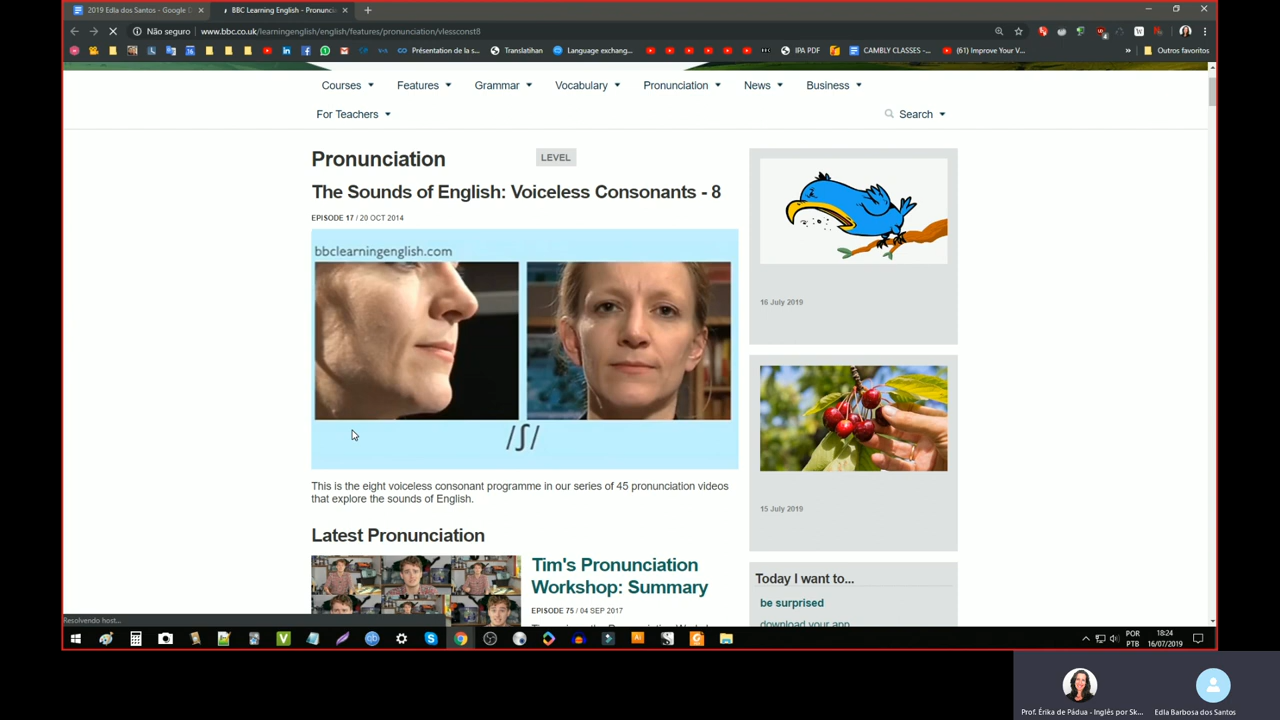 2019 Edla dos Santos - Google D
BBC Learning English - Pronunci
Não seguro
www.bbc.co.uk/learningenglish/english/features/pronunciation/vlessconst8
Présentation de la s...
Translatihan
Language exchang...
IPA PDF
CAMBLY CLASSES -...
(61) Improve Your V...
»
Outros favoritos
Courses
Features
Grammar
Vocabulary
Pronunciation
News
Business
For Teachers
Search
Pronunciation
LEVEL
The Sounds of English: Voiceless Consonants - 8
EPISODE 17 / 20 OCT 2014
bbclearningenglish.com
/ʃ/
This is the eight voiceless consonant programme in our series of 45 pronunciation videos
that explore the sounds of English.
16 July 2019
15 July 2019
Latest Pronunciation
Tim's Pronunciation
Workshop: Summary
EPISODE 75 / 04 SEP 2017
Today I want to...
be surprised
download your app
Resolvendo host...
POR
PTB
18:24
16/07/2019
Prof. Érika de Pádua - Inglês por Sk...
Edla Barbosa dos Santos